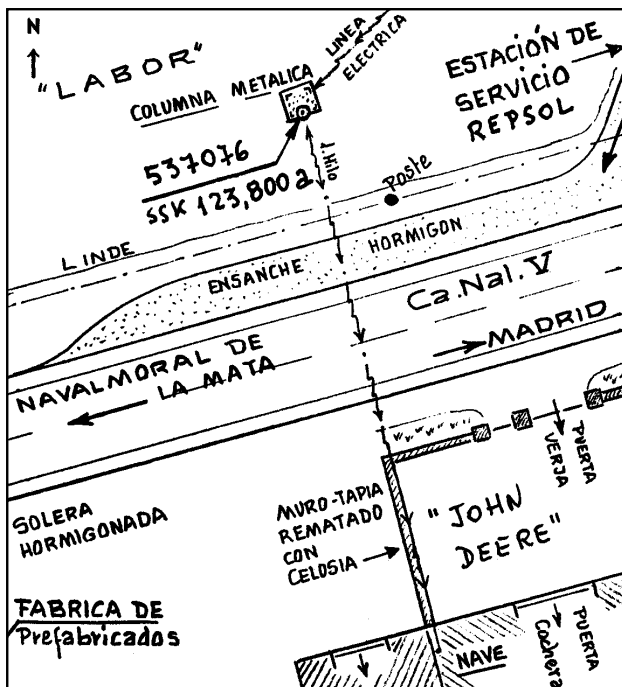 N
"LABOR"
LINEA
ELECTRICA
COLUMNA METALICA
ESTACIÓN DE
SERVICIO
REPSOL
537076
SSK 123,800 a
1.Hilo
Poste
LINDE
ENSANCHE HORMIGON
Ca.Nal.V
MADRID
NAVALMORAL DE
LA MATA
PUERTA
VERJA
SOLERA
HORMIGONADA
MURO-TAPIA
REMATADO
CON
CELOSIA
"JOHN
DEERE"
FABRICA DE
Prefabricados
NAVE
PUERTA
Cochera